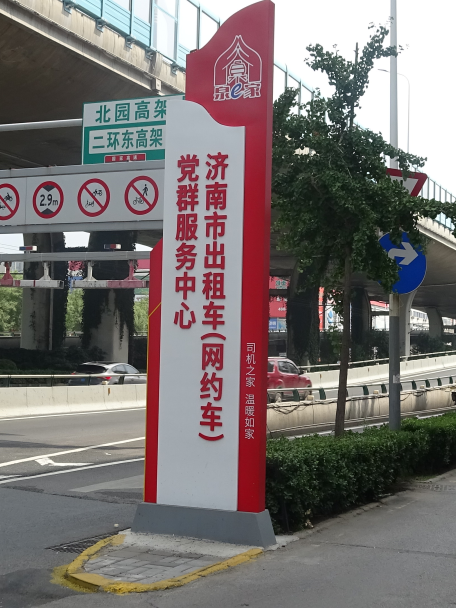 泉e家
北园高架
二环东高架
2.9m
济南市出租车(网约车)
党群服务中心
司机之家 温暖如家